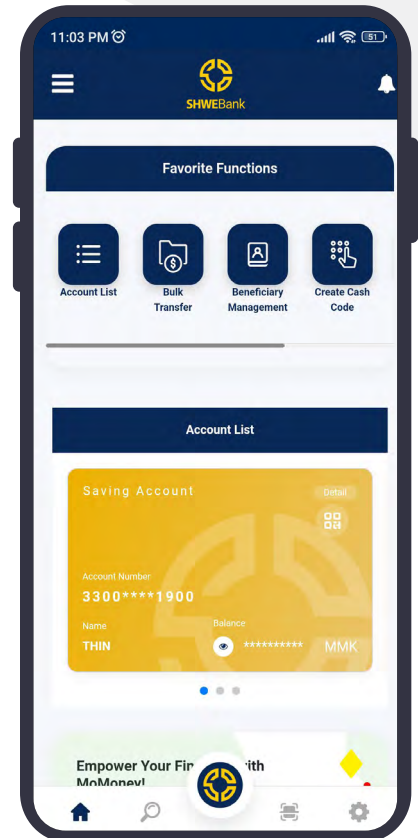 11:03 PM
51
SHWEBank
Favorite Functions
Account List
Bulk
Transfer
Beneficiary
Management
Create Cash
Code
Account List
Saving Account
Detail
Account Number
3300****1900
Name
Balance
THIN
********** MMK
Empower Your Fin
ith
MoMoney!